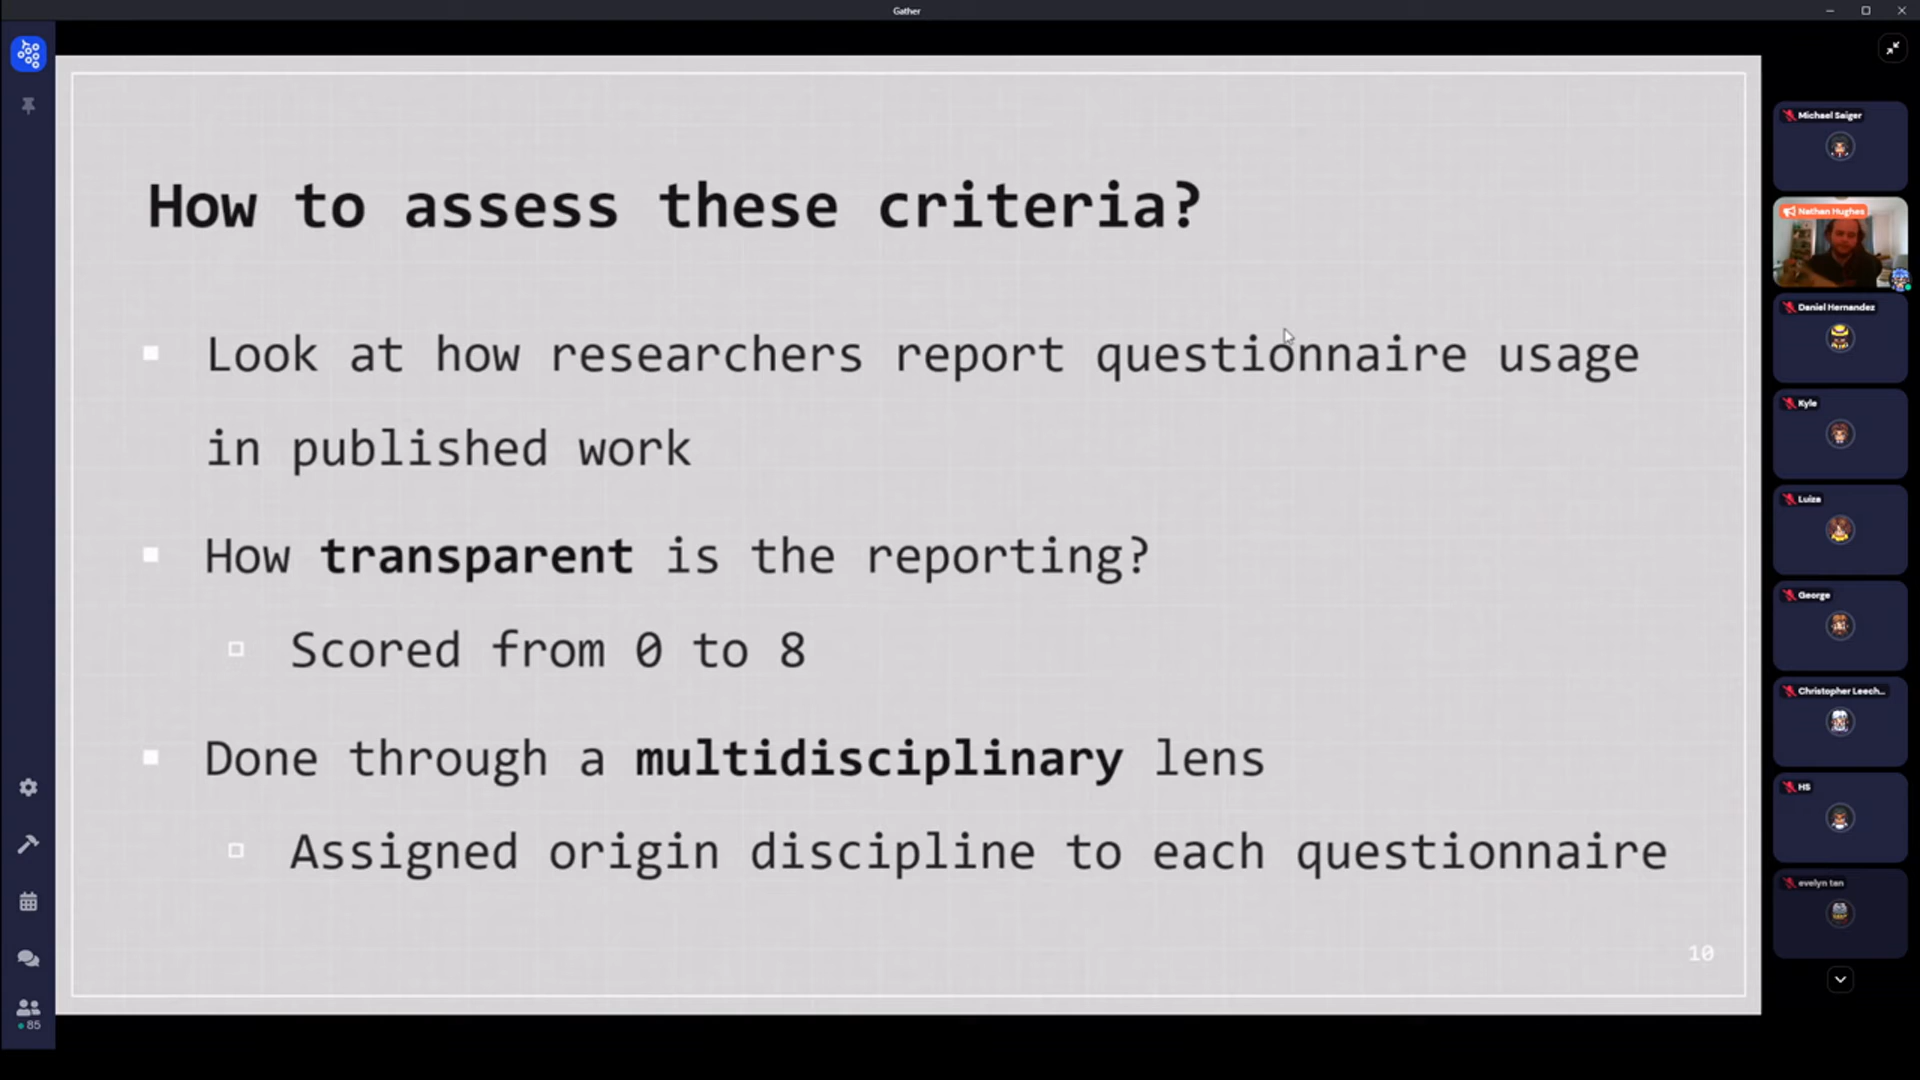 Gather
How to assess these criteria?
Look at how researchers report questionnaire usage
in published work
How transparent is the reporting?
Scored from 0 to 8
Done through a multidisciplinary lens
Assigned origin discipline to each questionnaire
10
Michael Saiger
Nathan Hughes
Daniel Hernandez
Kyle
Luiza
George
Christopher Leech...
HS
evelyn tan
85